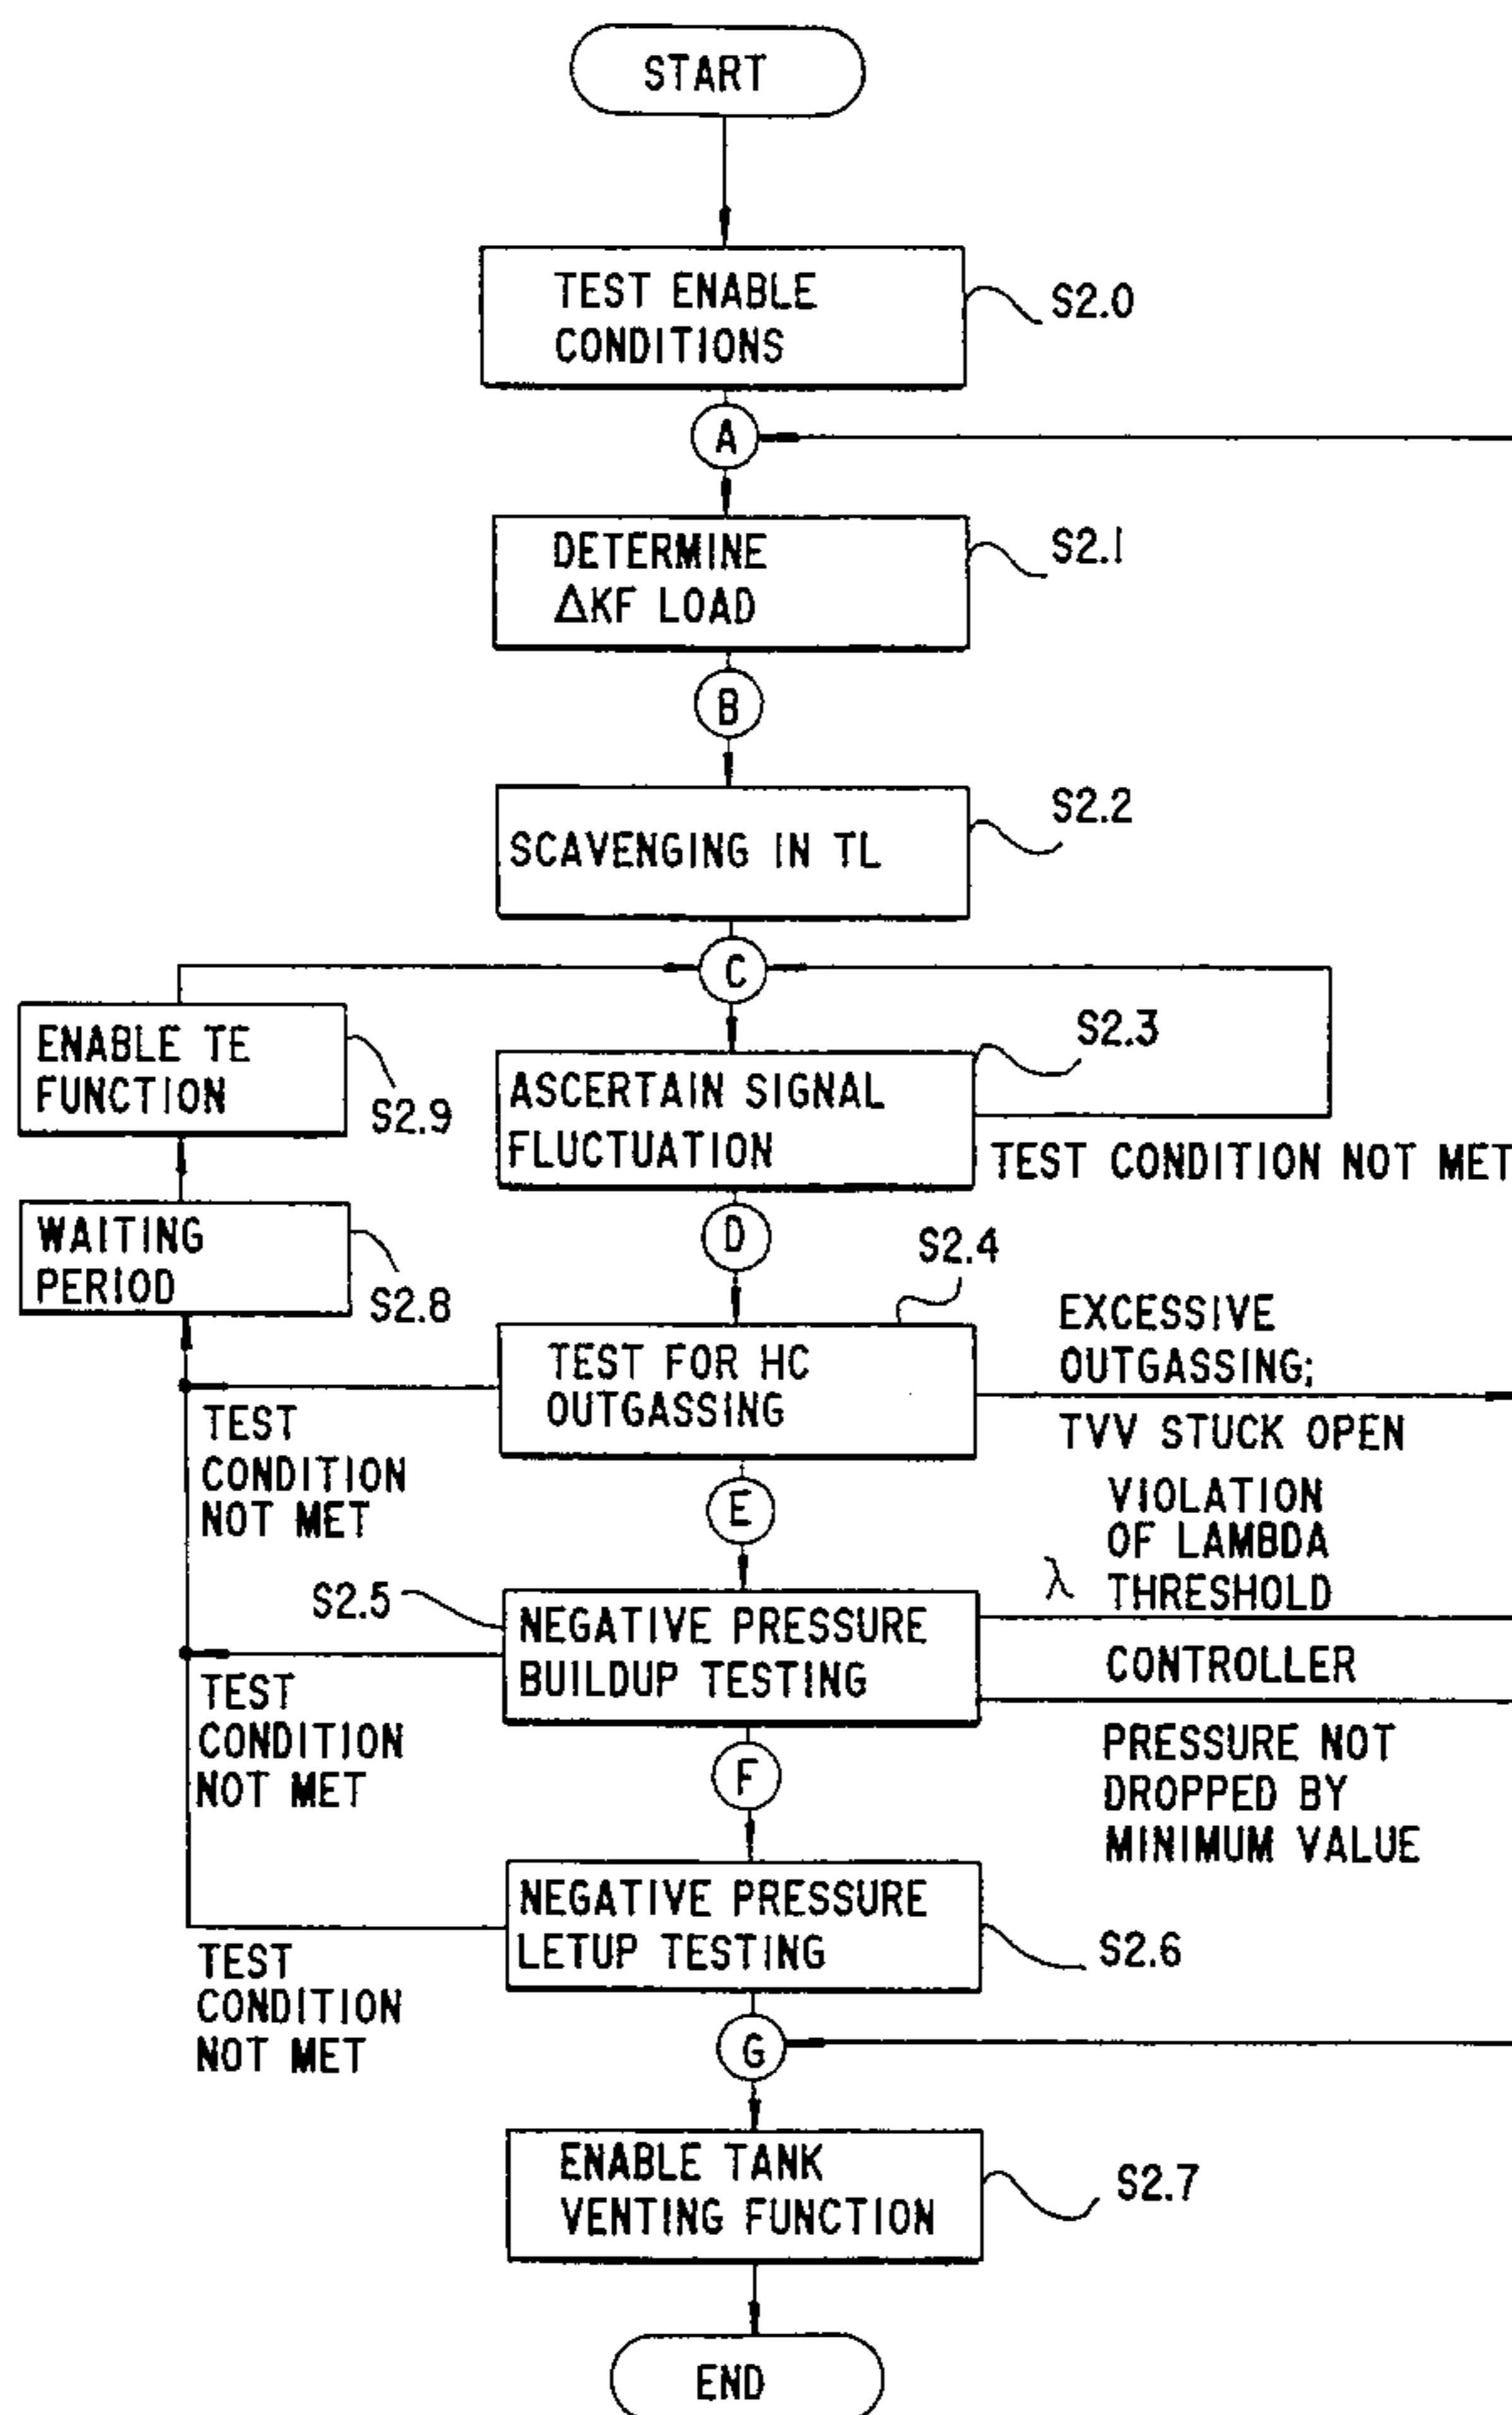 START
TEST ENABLE
CONDITIONS
S2.0
A
DETERMINE
ΔKF LOAD
S2.1
B
SCAVENGING IN TL
S2.2
C
ENABLE TE
FUNCTION
S2.9
ASCERTAIN SIGNAL
FLUCTUATION
S2.3
TEST CONDITION NOT MET
WAITING
PERIOD
S2.8
D
S2.4
TEST FOR HC
OUTGASSING
EXCESSIVE
OUTGASSING;
TVV STUCK OPEN
TEST
CONDITION
NOT MET
E
VIOLATION
OF LAMBDA
λ THRESHOLD
S2.5
NEGATIVE PRESSURE
BUILDUP TESTING
CONTROLLER
TEST
CONDITION
NOT MET
F
PRESSURE NOT
DROPPED BY
MINIMUM VALUE
NEGATIVE PRESSURE
LETUP TESTING
S2.6
TEST
CONDITION
NOT MET
G
ENABLE TANK
VENTING FUNCTION
S2.7
END